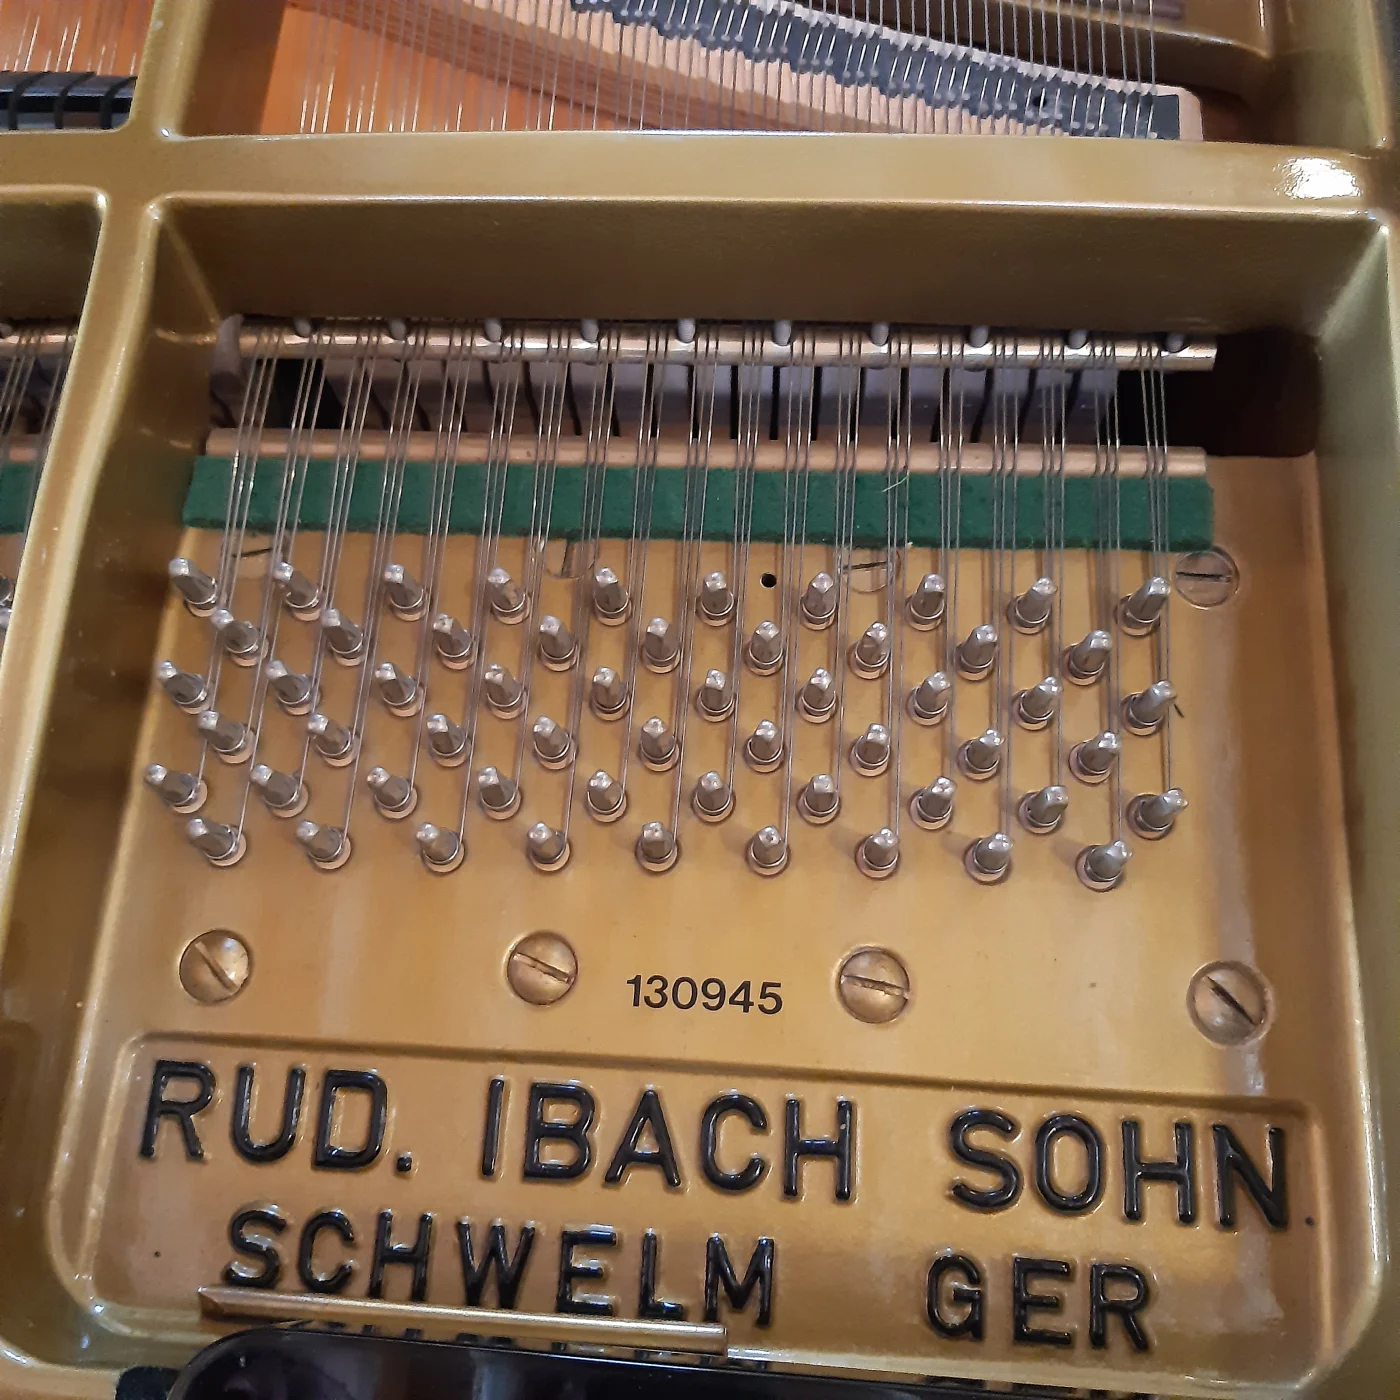 130945
RUD. IBACH SOHN
SCHWELM GER